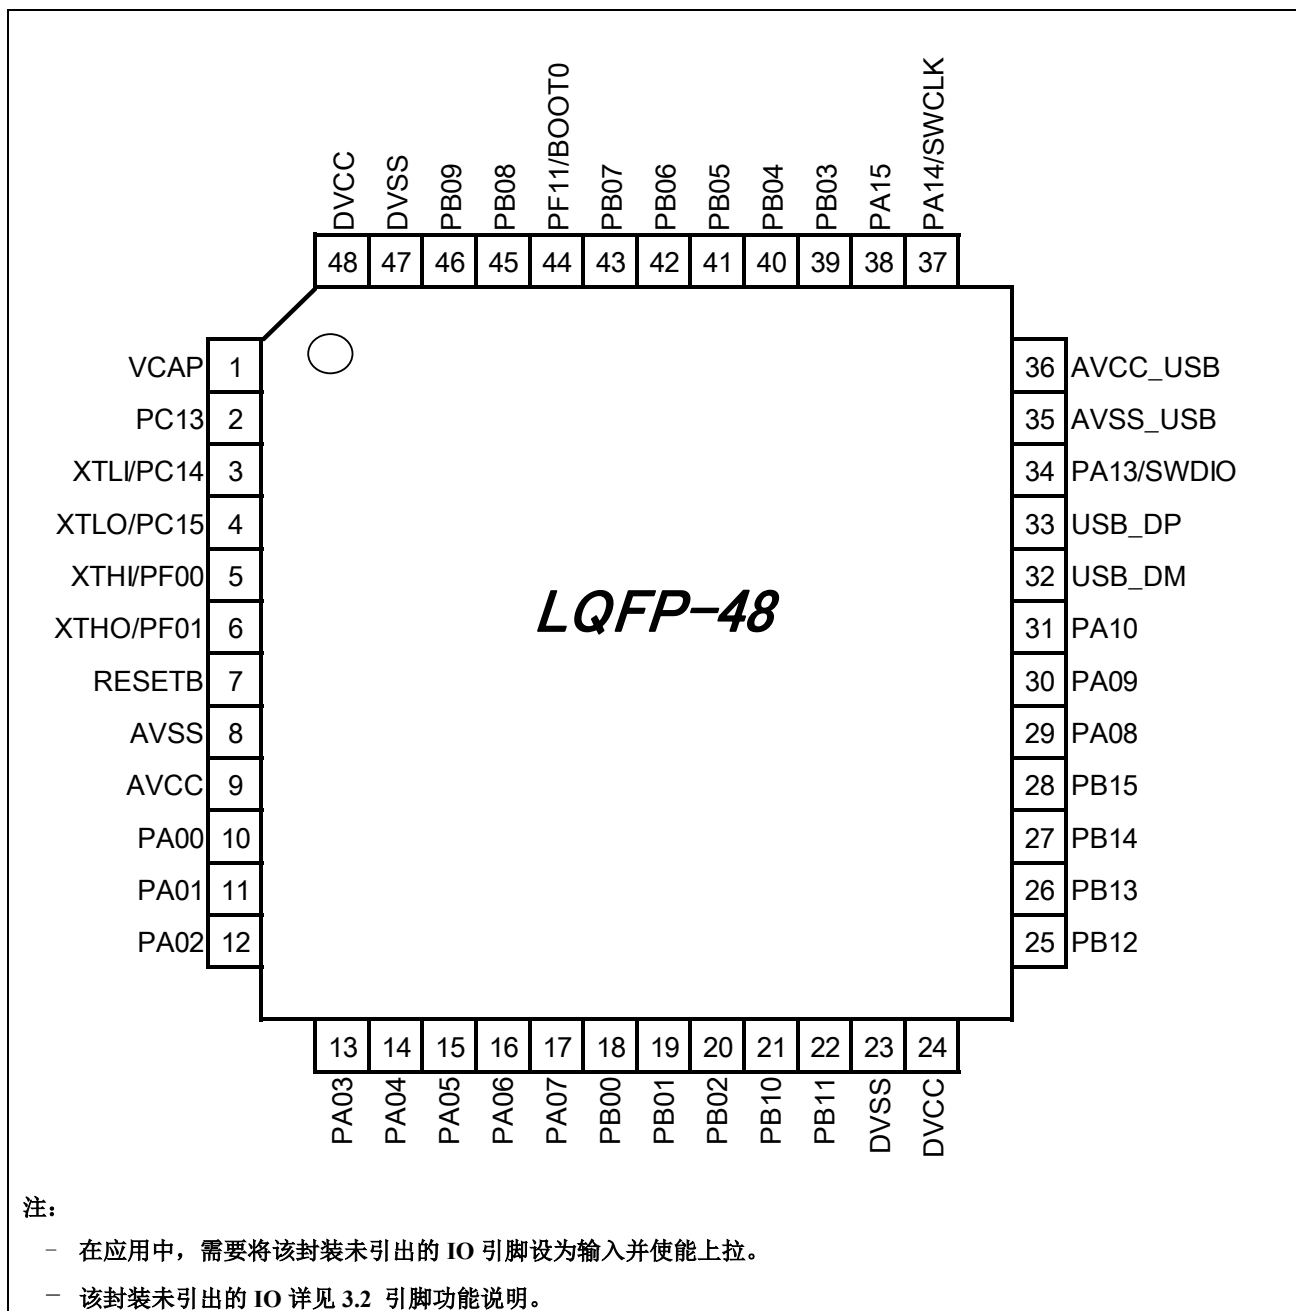 DVCC
DVSS
PB09
PB08
PF11/BOOT0
PB07
PB06
PB05
PB04
PB03
PA15
PA14/SWCLK
48 47 46 45 44 43 42 41 40 39 38 37
VCAP 1
PC13 2
XTLI/PC14 3
XTLO/PC15 4
XTHI/PF00 5
XTHO/PF01 6
RESETB 7
AVSS 8
AVCC 9
PA00 10
PA01 11
PA02 12
LQFP-48
36 AVCC_USB
35 AVSS_USB
34 PA13/SWDIO
33 USB_DP
32 USB_DM
31 PA10
30 PA09
29 PA08
28 PB15
27 PB14
26 PB13
25 PB12
13 14 15 16 17 18 19 20 21 22 23 24
PA03
PA04
PA05
PA06
PA07
PB00
PB01
PB02
PB10
PB11
DVSS
DVCC
注：
– 在应用中，需要将该封装未引出的 IO 引脚设为输入并使能上拉。
– 该封装未引出的 IO 详见 3.2 引脚功能说明。